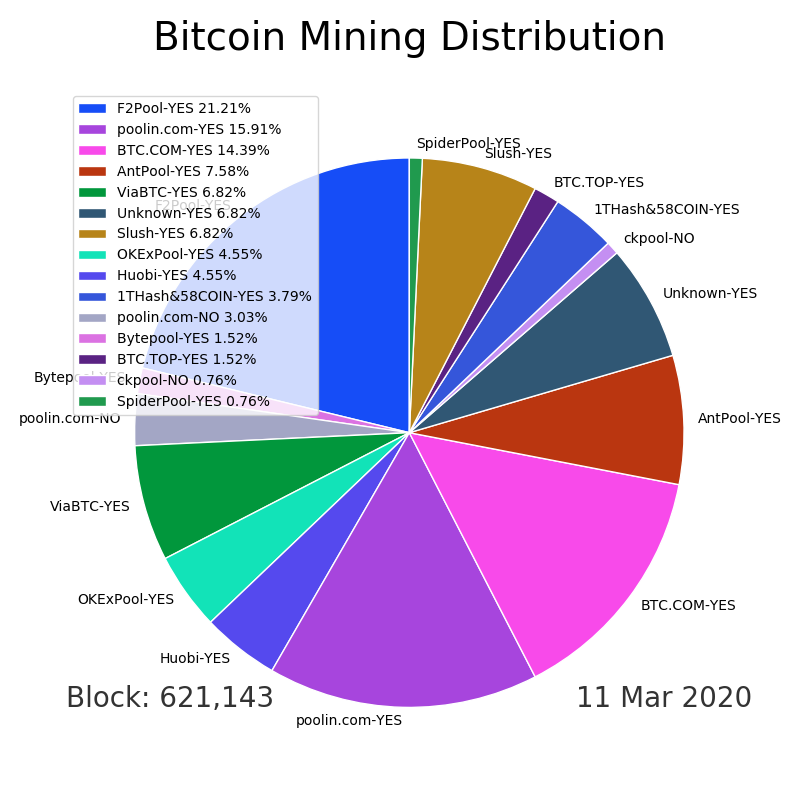 Bitcoin Mining Distribution
F2Pool-YES 21.21%
poolin.com-YES 15.91%
BTC.COM-YES 14.39%
AntPool-YES 7.58%
ViaBTC-YES 6.82%
Unknown-YES 6.82%
Slush-YES 6.82%
OKExPool-YES 4.55%
Huobi-YES 4.55%
1THash&58COIN-YES 3.79%
poolin.com-NO 3.03%
Bytepool-YES 1.52%
BTC.TOP-YES 1.52%
ckpool-NO 0.76%
SpiderPool-YES 0.76%
SpiderPool-YES
Slush-YES
BTC.TOP-YES
1THash&58COIN-YES
ckpool-NO
Unknown-YES
AntPool-YES
BTC.COM-YES
poolin.com-YES
Huobi-YES
OKExPool-YES
ViaBTC-YES
poolin.com-NO
Bytepool-YES
F2Pool-YES
Block: 621,143
11 Mar 2020